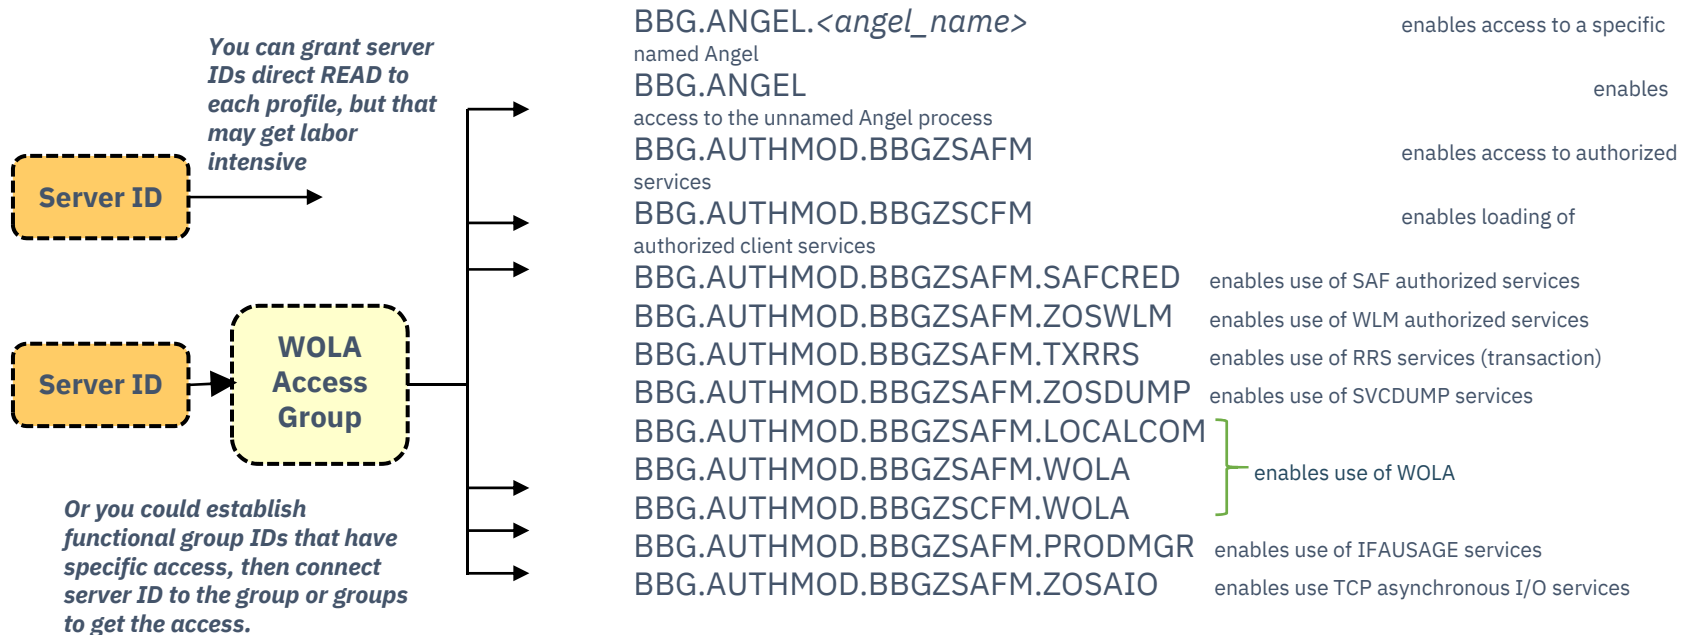 You can grant server
IDs direct READ to
each profile, but that
may get labor
intensive
Server ID
Server ID
WOLA
Access
Group
Or you could establish
functional group IDs that have
specific access, then connect
server ID to the group or groups
to get the access.
BBG.ANGEL.<angel_name> enables access to a specific
named Angel
BBG.ANGEL enables
access to the unnamed Angel process
BBG.AUTHMOD.BBGZSAFM enables access to authorized
services
BBG.AUTHMOD.BBGZSCFM enables loading of
authorized client services
BBG.AUTHMOD.BBGZSAFM.SAFCRED enables use of SAF authorized services
BBG.AUTHMOD.BBGZSAFM.ZOSWLM enables use of WLM authorized services
BBG.AUTHMOD.BBGZSAFM.TXRRS enables use of RRS services (transaction)
BBG.AUTHMOD.BBGZSAFM.ZOSDUMP enables use of SVCDUMP services
BBG.AUTHMOD.BBGZSAFM.LOCALCOM
BBG.AUTHMOD.BBGZSAFM.WOLA enables use of WOLA
BBG.AUTHMOD.BBGZSCFM.WOLA
BBG.AUTHMOD.BBGZSAFM.PRODMGR enables use of IFAUSAGE services
BBG.AUTHMOD.BBGZSAFM.ZOSAIO enables use TCP asynchronous I/O services